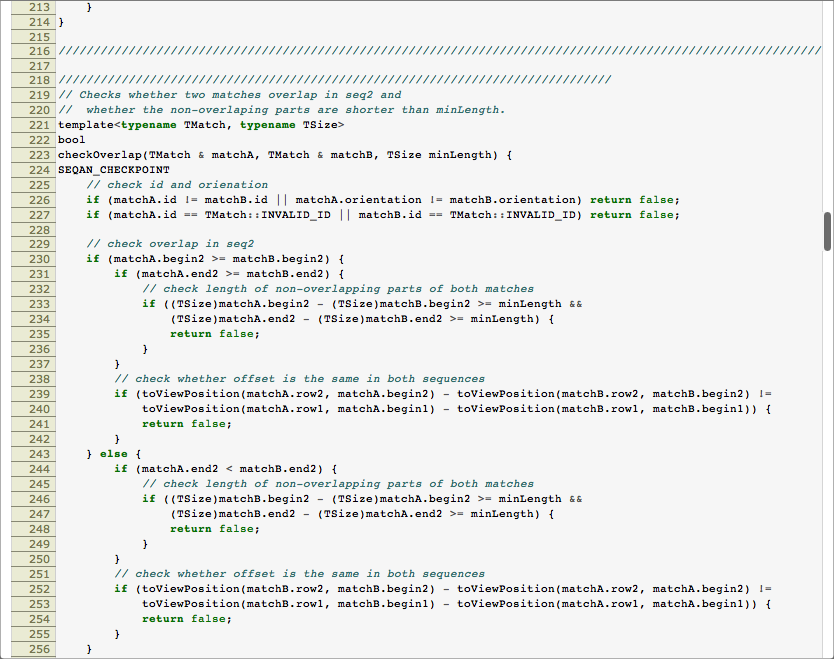 213     }
214 }
215
216 /////////////////////////////////////////////////////////////////////////////////////////////////////////////
217
218 ///////////////////////////////////////////////////////////////////////////////
219 // Checks whether two matches overlap in seq2 and
220 //  whether the non-overlaping parts are shorter than minLength.
221 template<typename TMatch, typename TSize>
222 bool
223 checkOverlap(TMatch & matchA, TMatch & matchB, TSize minLength) {
224 SEQAN_CHECKPOINT
225     // check id and orienation
226     if (matchA.id != matchB.id || matchA.orientation != matchB.orientation) return false;
227     if (matchA.id == TMatch::INVALID_ID || matchB.id == TMatch::INVALID_ID) return false;
228
229     // check overlap in seq2
230     if (matchA.begin2 >= matchB.begin2) {
231         if (matchA.end2 >= matchB.end2) {
232             // check length of non-overlapping parts of both matches
233             if ((TSize)matchA.begin2 - (TSize)matchB.begin2 >= minLength &&
234                 (TSize)matchA.end2 - (TSize)matchB.end2 >= minLength) {
235                 return false;
236             }
237         }
238         // check whether offset is the same in both sequences
239         if (toViewPosition(matchA.row2, matchA.begin2) - toViewPosition(matchB.row2, matchB.begin2) !=
240             toViewPosition(matchA.row1, matchA.begin1) - toViewPosition(matchB.row1, matchB.begin1)) {
241             return false;
242         }
243     } else {
244         if (matchA.end2 < matchB.end2) {
245             // check length of non-overlapping parts of both matches
246             if ((TSize)matchB.begin2 - (TSize)matchA.begin2 >= minLength &&
247                 (TSize)matchB.end2 - (TSize)matchA.end2 >= minLength) {
248                 return false;
249             }
250         }
251         // check whether offset is the same in both sequences
252         if (toViewPosition(matchB.row2, matchB.begin2) - toViewPosition(matchA.row2, matchA.begin2) !=
253             toViewPosition(matchB.row1, matchB.begin1) - toViewPosition(matchA.row1, matchA.begin1)) {
254             return false;
255         }
256     }